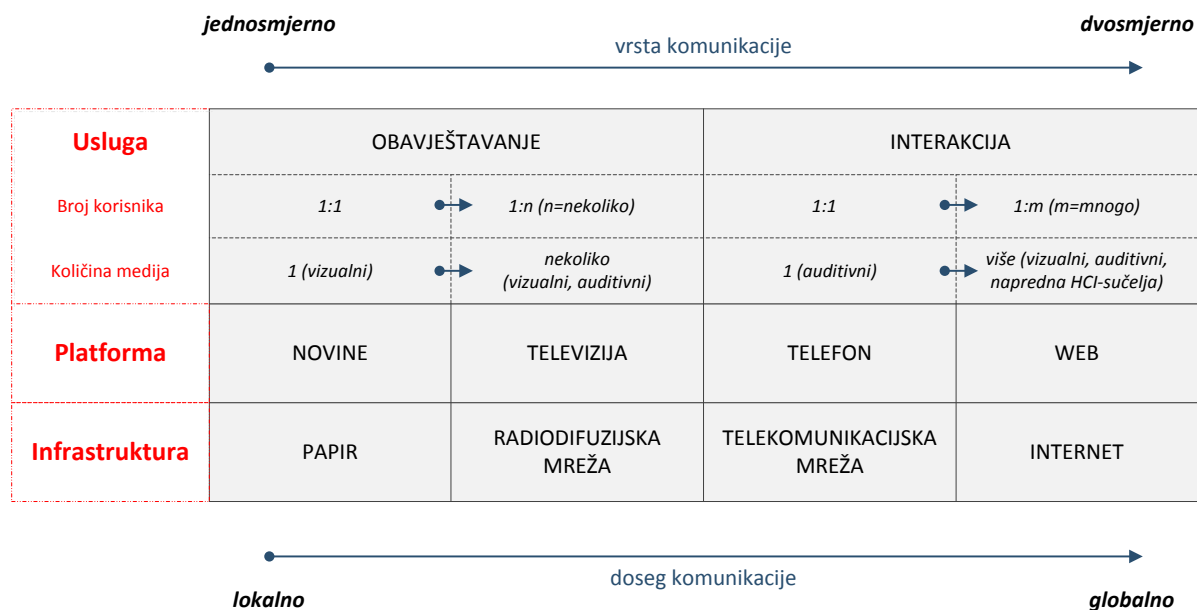 jednosmjerno
dvosmjerno
vrsta komunikacije
Usluga
OBAVJEŠTAVANJE
INTERAKCIJA
Broj korisnika
1:1
1:n (n=nekoliko)
1:1
1:m (m=mnogo)
Količina medija
1 (vizualni)
nekoliko
(vizualni, auditivni)
1 (auditivni)
više (vizualni, auditivni,
napredna HCI-sučelja)
Platforma
NOVINE
TELEVIZIJA
TELEFON
WEB
Infrastruktura
PAPIR
RADIODIFUZIJSKA
MREŽA
TELEKOMUNIKACIJSKA
MREŽA
INTERNET
doseg komunikacije
lokalno
globalno